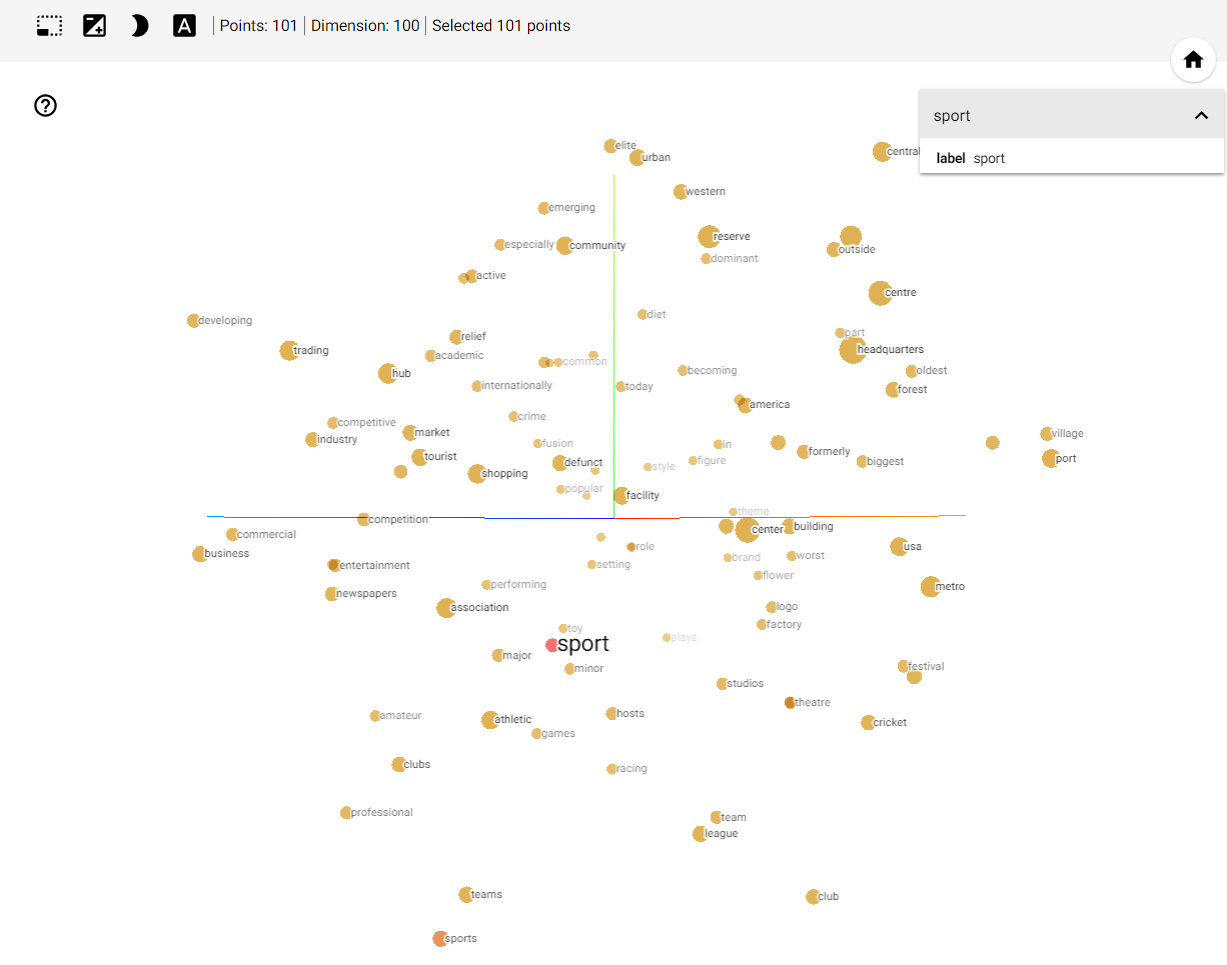 A
Points: 101 | Dimension: 100 | Selected 101 points
sport
label sport
elite
central
urban
western
emerging
reserve
especially
community
outside
dominant
active
centre
diet
developing
part
relief
headquarters
trading
academic
common
becoming
oldest
hub
internationally
today
forest
america
crime
competitive
market
village
industry
fusion
in
formerly
tourist
port
figure
biggest
defunct
style
shopping
popular
facility
theme
competition
building
center
commercial
usa
role
business
worst
brand
entertainment
setting
flower
performing
metro
newspapers
logo
association
factory
toy
plays
sport
major
festival
minor
studios
theatre
hosts
amateur
athletic
cricket
games
clubs
racing
professional
team
league
teams
club
sports